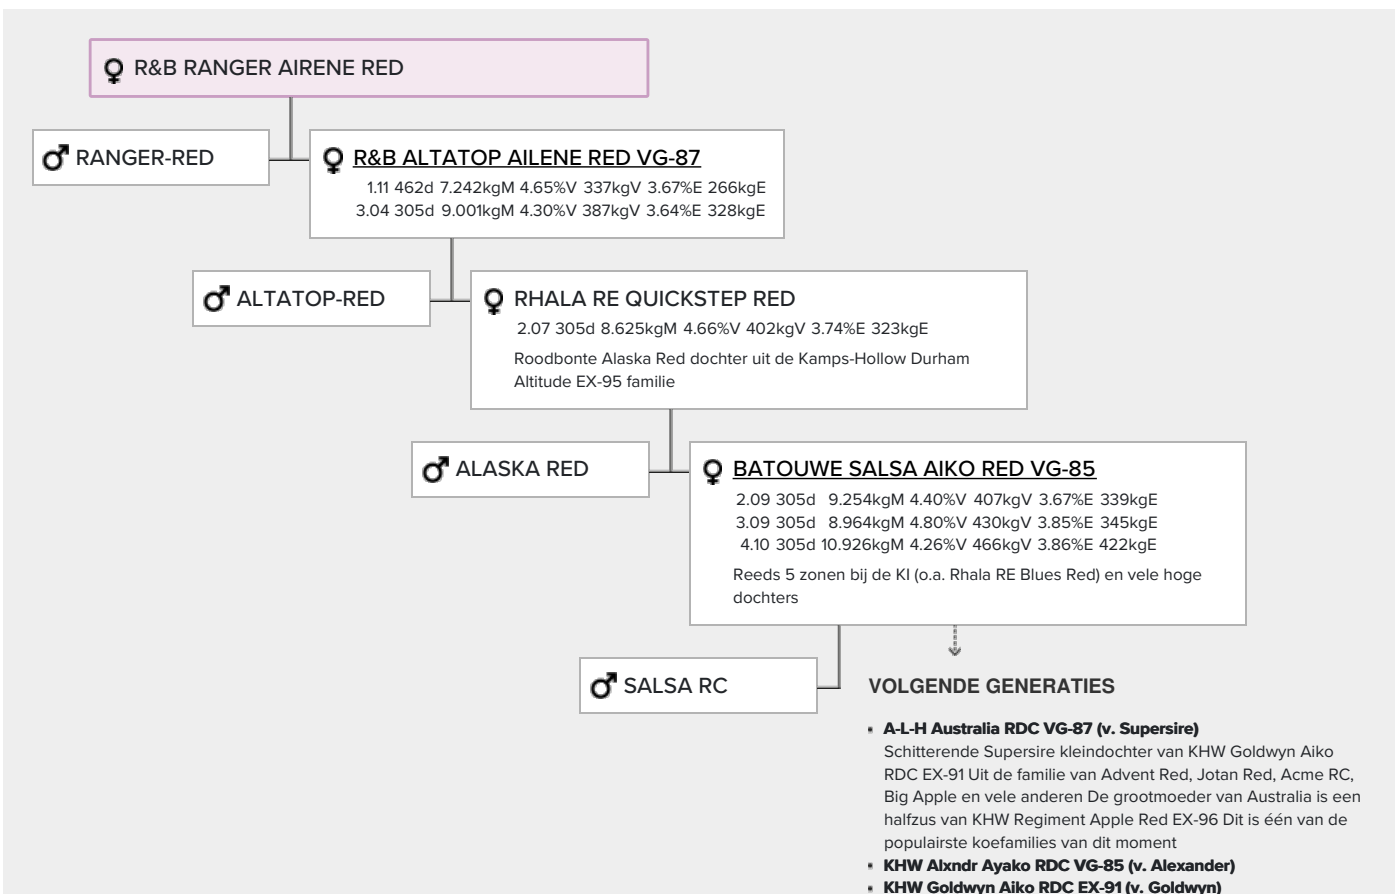 R&B RANGER AIRENE RED
RANGER-RED
R&B ALTATOP AILENE RED VG-87
1.11 462d 7.242kgM 4.65%V 337kgV 3.67%E 266kgE
3.04 305d 9.001kgM 4.30%V 387kgV 3.64%E 328kgE
ALTATOP-RED
RHALA RE QUICKSTEP RED
2.07 305d 8.625kgM 4.66%V 402kgV 3.74%E 323kgE
Roodbonte Alaska Red dochter uit de Kamps-Hollow Durham
Altitude EX-95 familie
ALASKA RED
BATOUWE SALSA AIKO RED VG-85
2.09 305d 9.254kgM 4.40%V 407kgV 3.67%E 339kgE
3.09 305d 8.964kgM 4.80%V 430kgV 3.85%E 345kgE
4.10 305d 10.926kgM 4.26%V 466kgV 3.86%E 422kgE
Reeds 5 zonen bij de KI (o.a. Rhala RE Blues Red) en vele hoge
dochters
SALSA RC
VOLGENDE GENERATIES
A-L-H Australia RDC VG-87 (v. Supersire)
Schitterende Supersire kleindochter van KHW Goldwyn Aiko
RDC EX-91 Uit de familie van Advent Red, Jotan Red, Acme RC,
Big Apple en vele anderen De grootmoeder van Australia is een
halfzus van KHW Regiment Apple Red EX-96 Dit is één van de
populairste koefamilies van dit moment
KHW Alxndr Ayako RDC VG-85 (v. Alexander)
KHW Goldwyn Aiko RDC EX-91 (v. Goldwyn)